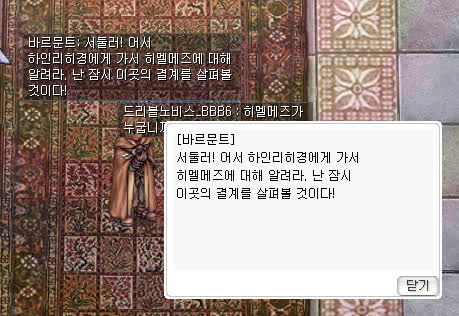 바르문트: 서둘러! 어서
하인리히경에게 가서 히멜메즈에 대해
알려라. 난 잠시 이곳의 결계를 살펴볼
것이다!
드리블노비스_BBB6 : 히멜메즈가
누굽니까
[바르문트]
서둘러! 어서 하인리히경에게 가서
히멜메즈에 대해 알려라. 난 잠시
이곳의 결계를 살펴볼 것이다!
닫기